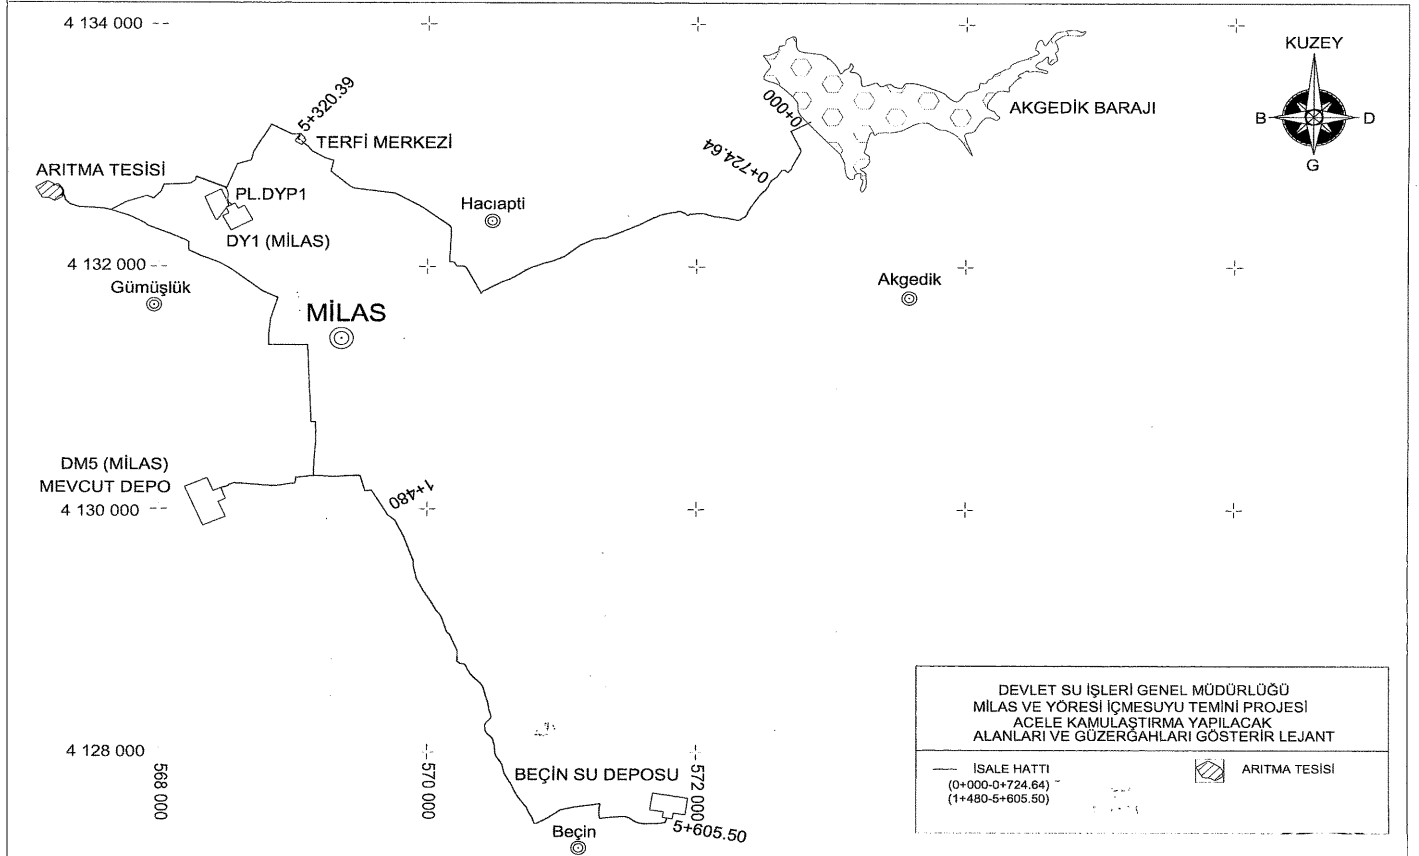 4 134 000
KUZEY
B
D
G
5+320.39
TERFİ MERKEZİ
0+000
AKGEDİK BARAJI
0+724.64
ARITMA TESİSİ
PL.DYP1
Hacıapti
DY1 (MİLAS)
4 132 000
Gümüşlük
Akgedik
MİLAS
DM5 (MİLAS)
MEVCUT DEPO
1+480
4 130 000
4 128 000
568 000
570 000
572 000
BEÇİN SU DEPOSU
5+605.50
Beçin
DEVLET SU İŞLERİ GENEL MÜDÜRLÜĞÜ
MİLAS VE YÖRESİ İÇMESUYU TEMİNİ PROJESİ
ACELE KAMULAŞTIRMA YAPILACAK
ALANLARI VE GÜZERGAHLARI GÖSTERİR LEJANT
İSALE HATTI
(0+000-0+724.64)
(1+480-5+605.50)
ARITMA TESİSİ